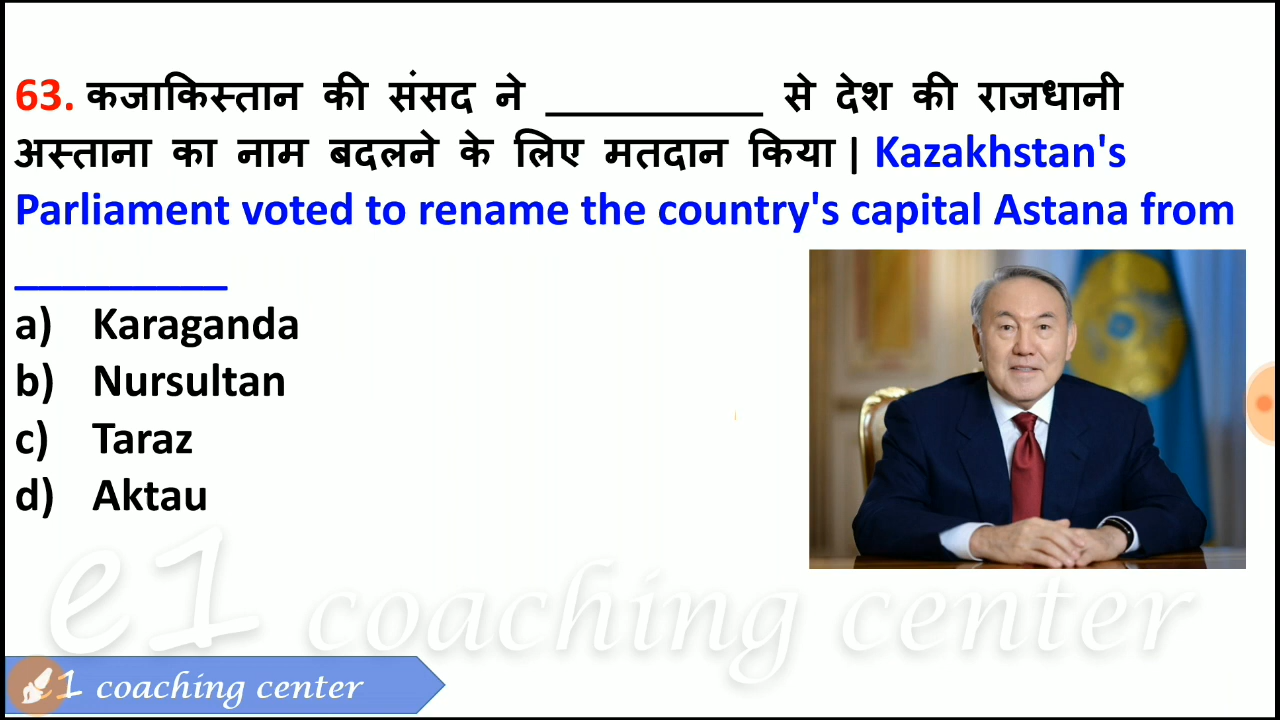 63. कजाकिस्तान की संसद ने __________ से देश की राजधानी
अस्ताना का नाम बदलने के लिए मतदान किया | Kazakhstan's
Parliament voted to rename the country's capital Astana from
__________
a) Karaganda
b) Nursultan
c) Taraz
d) Aktau
e1 coaching center
1 coaching center